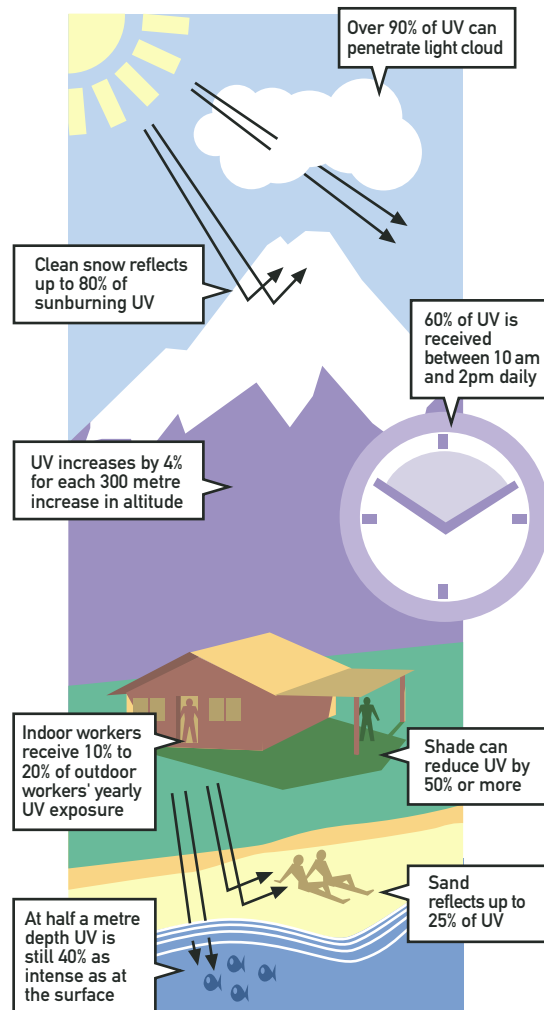 Over 90% of UV can
penetrate light cloud
Clean snow reflects
up to 80% of
sunburning UV
60% of UV is
received
between 10 am
and 2pm daily
UV increases by 4%
for each 300 metre
increase in altitude
Indoor workers
receive 10% to
20% of outdoor
workers' yearly
UV exposure
Shade can
reduce UV by
50% or more
Sand
reflects up to
25% of UV
At half a metre
depth UV is
still 40% as
intense as at
the surface